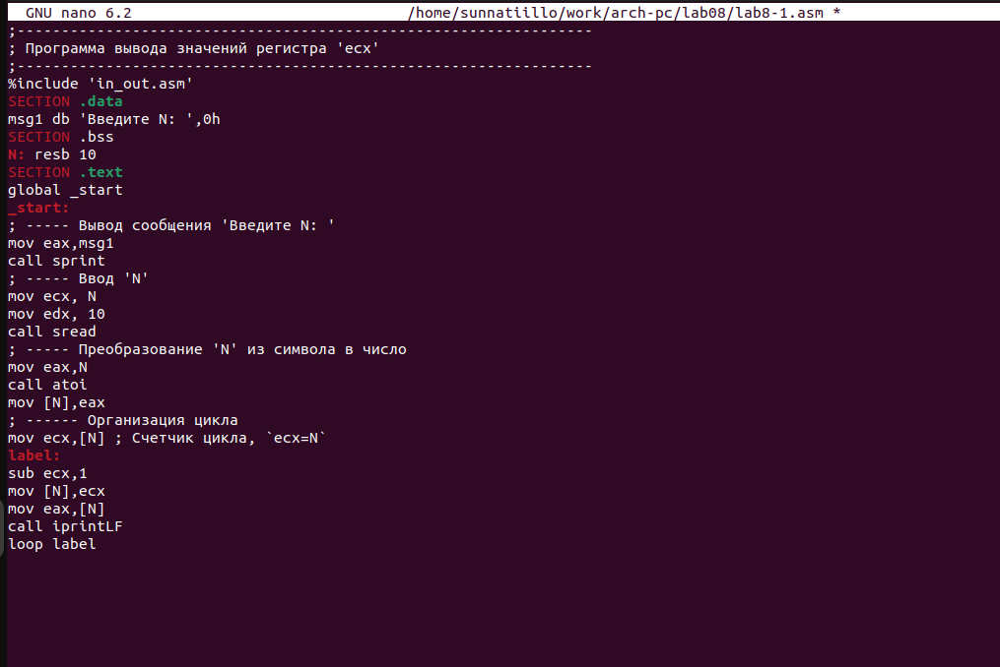 GNU nano 6.2 /home/sunnatiillo/work/arch-pc/lab08/lab8-1.asm *
;-----------------------------------------------------------------
; Программа вывода значений регистра 'ecx'
;-----------------------------------------------------------------
%include 'in_out.asm'
SECTION .data
msg1 db 'Введите N: ',0h
SECTION .bss
N: resb 10
SECTION .text
global _start
_start:
; ----- Вывод сообщения 'Введите N: '
mov eax,msg1
call sprint
; ----- Ввод 'N'
mov ecx, N
mov edx, 10
call sread
; ----- Преобразование 'N' из символа в число
mov eax,N
call atoi
mov [N],eax
; ------ Организация цикла
mov ecx,[N] ; Счетчик цикла, `ecx=N`
label:
sub ecx,1
mov [N],ecx
mov eax,[N]
call iprintLF
loop label